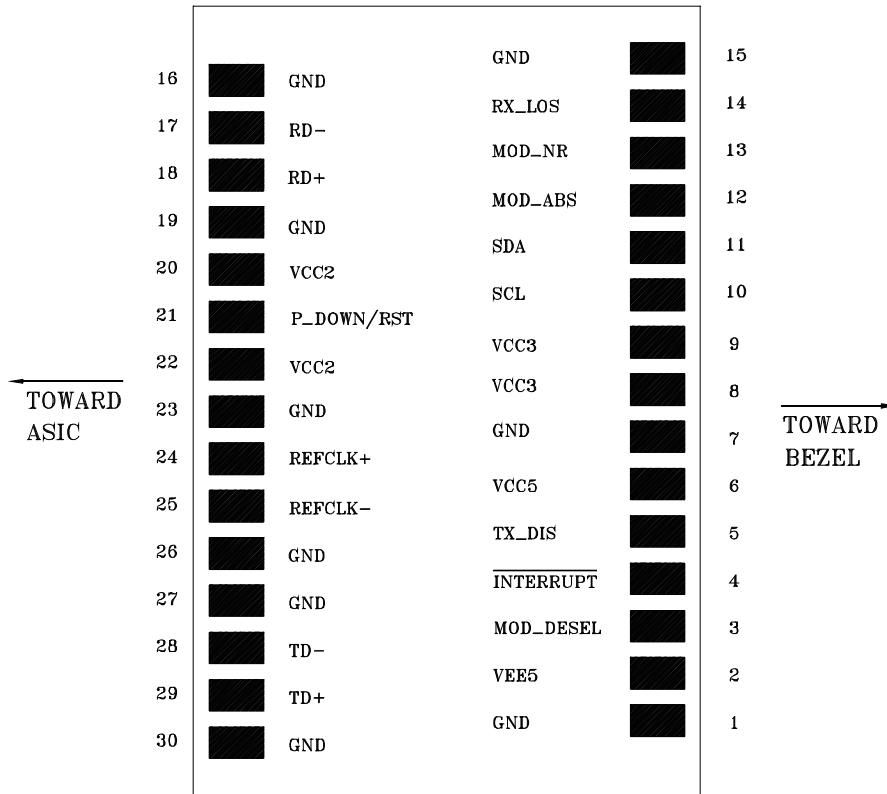 GND 15
16 GND
RX_LOS 14
17 RD-
MOD_NR 13
18 RD+
MOD_ABS 12
19 GND
SDA 11
20 VCC2
SCL 10
21 P_DOWN/RST
VCC3 9
22 VCC2
VCC3 8
TOWARD
ASIC
23 GND
GND 7
TOWARD
BEZEL
24 REFCLK+
VCC5 6
25 REFCLK-
TX_DIS 5
26 GND
INTERRUPT 4
27 GND
MOD_DESEL 3
28 TD-
VEE5 2
29 TD+
GND 1
30 GND